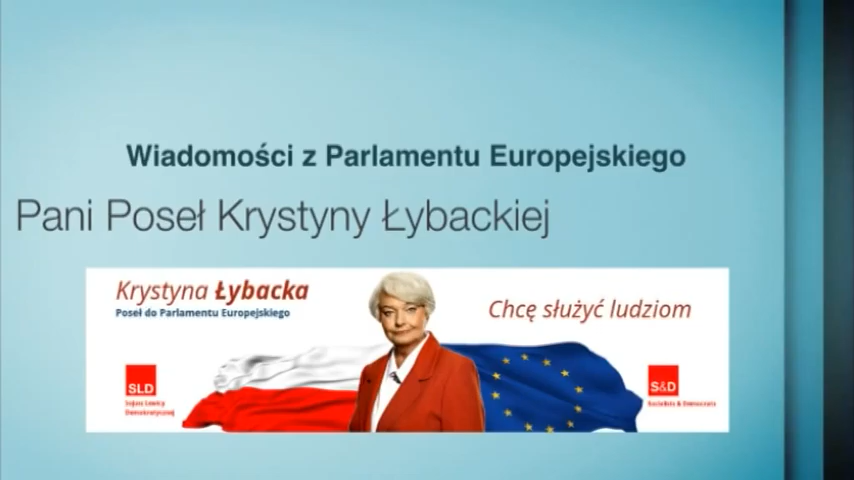 Wiadomości z Parlamentu Europejskiego
Pani Poseł Krystyny Łybackiej
Krystyna Łybacka
Poseł do Parlamentu Europejskiego
Chcę służyć ludziom
SLD
Sojusz Lewicy
Demokratycznej
S&D
Socialists & Democrats